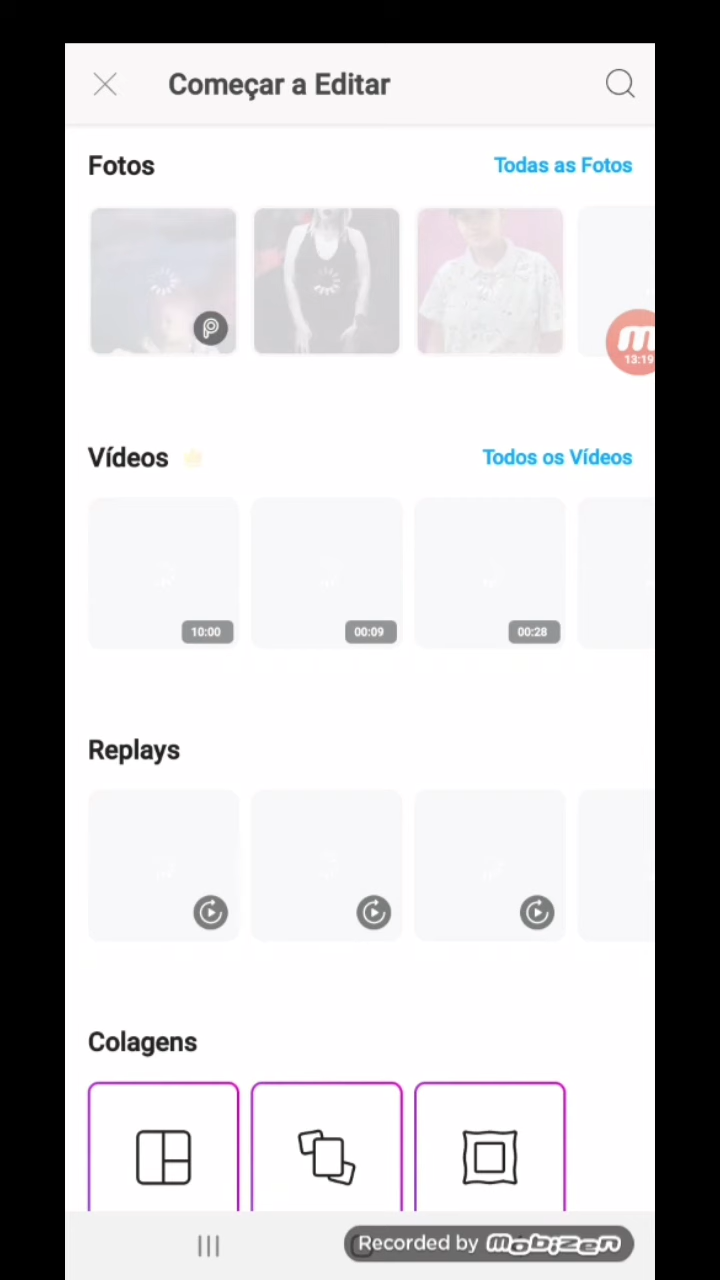 Começar a Editar
Fotos
Todas as Fotos
13:19
Vídeos
Todos os Vídeos
10:00
00:09
00:28
Replays
Colagens
Recorded by mobizen